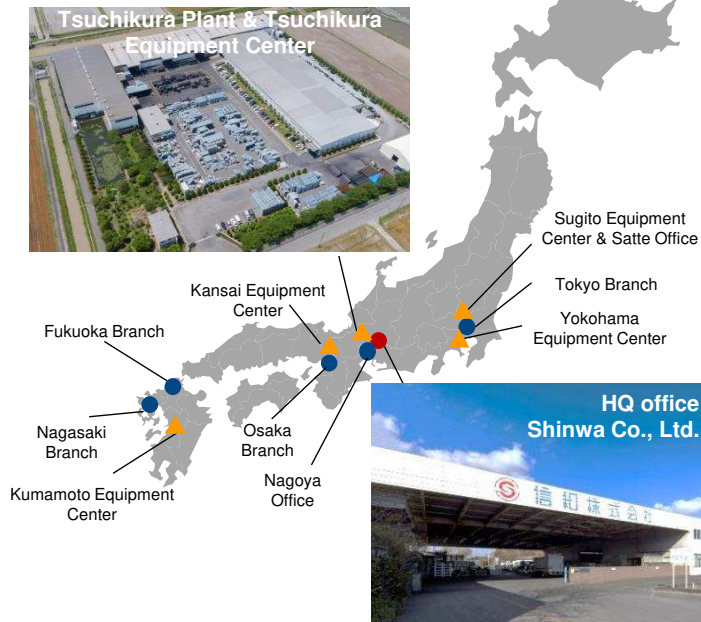 Tsuchikura Plant & Tsuchikura
Equipment Center
Sugito Equipment
Center & Satte Office
Tokyo Branch
Yokohama
Equipment Center
Kansai Equipment
Center
Fukuoka Branch
Nagasaki
Branch
Kumamoto Equipment
Center
Osaka
Branch
Nagoya
Office
HQ office
Shinwa Co., Ltd.
信和株式会社